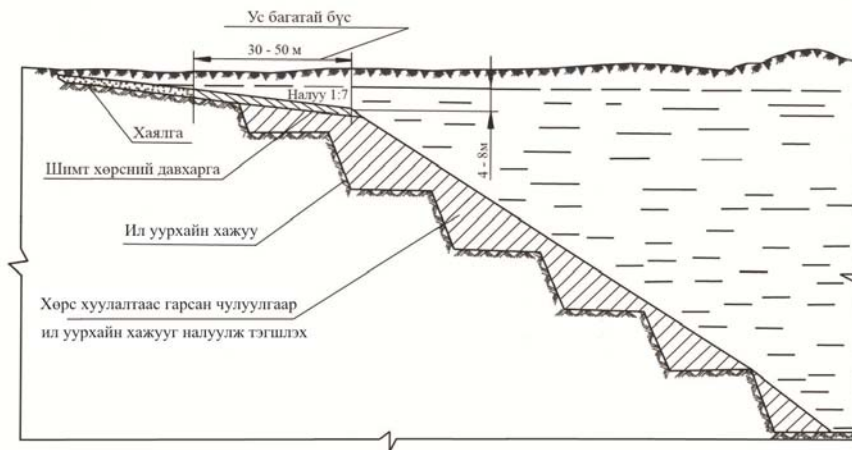 Ус багатай бүс
30 - 50 м
Налуу 1:7
4 - 8м
Хаялга
Шимт хөрсний давхарга
Ил уурхайн хажуу
Хөрс хуулалтаас гарсан чулуулгаар
ил уурхайн хажууг налуулж тэгшлэх